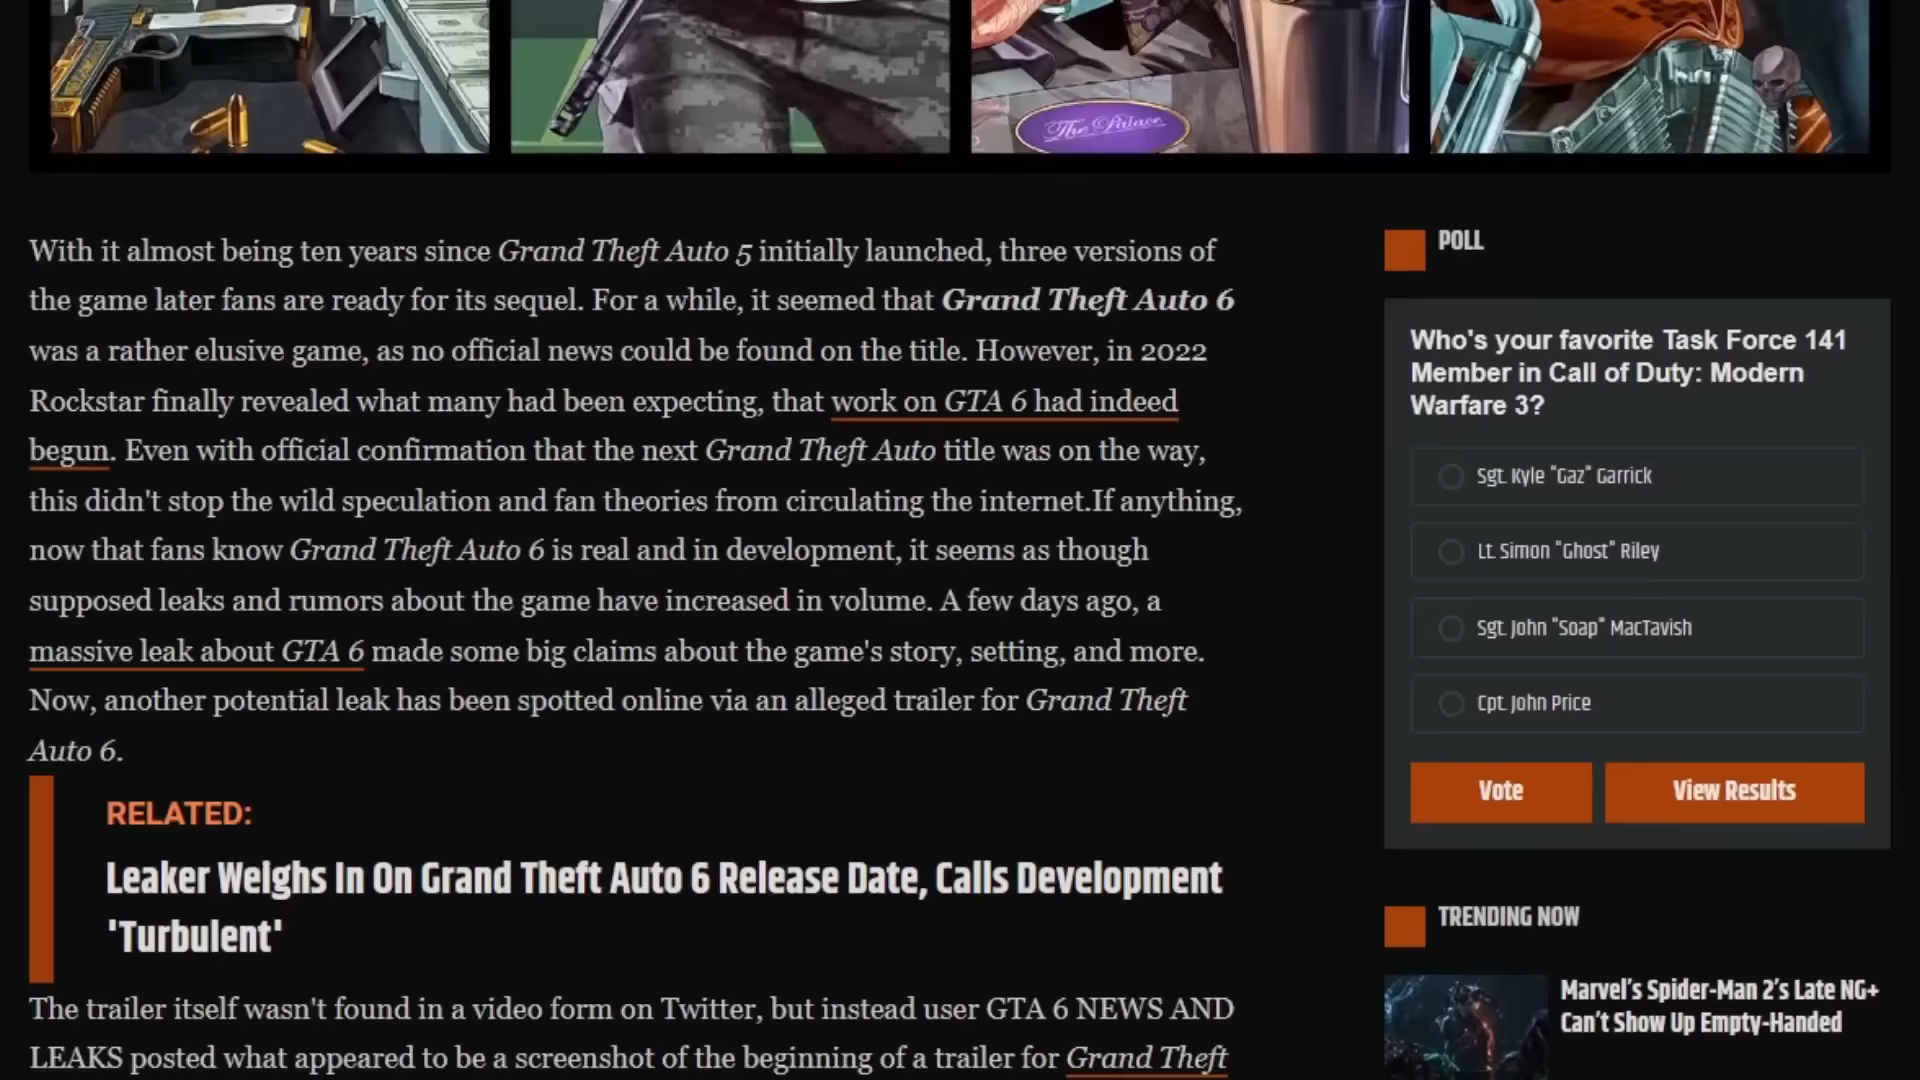 The Palace
With it almost being ten years since Grand Theft Auto 5 initially launched, three versions of
the game later fans are ready for its sequel. For a while, it seemed that Grand Theft Auto 6
was a rather elusive game, as no official news could be found on the title. However, in 2022
Rockstar finally revealed what many had been expecting, that work on GTA 6 had indeed
begun. Even with official confirmation that the next Grand Theft Auto title was on the way,
this didn't stop the wild speculation and fan theories from circulating the internet.If anything,
now that fans know Grand Theft Auto 6 is real and in development, it seems as though
supposed leaks and rumors about the game have increased in volume. A few days ago, a
massive leak about GTA 6 made some big claims about the game's story, setting, and more.
Now, another potential leak has been spotted online via an alleged trailer for Grand Theft
Auto 6.
RELATED:
Leaker Weighs In On Grand Theft Auto 6 Release Date, Calls Development
'Turbulent'
The trailer itself wasn't found in a video form on Twitter, but instead user GTA 6 NEWS AND
LEAKS posted what appeared to be a screenshot of the beginning of a trailer for Grand Theft
POLL
Who's your favorite Task Force 141
Member in Call of Duty: Modern
Warfare 3?
Sgt. Kyle "Gaz" Garrick
Lt. Simon "Ghost" Riley
Sgt. John "Soap" MacTavish
Cpt. John Price
Vote
View Results
TRENDING NOW
Marvel's Spider-Man 2's Late NG+
Can't Show Up Empty-Handed